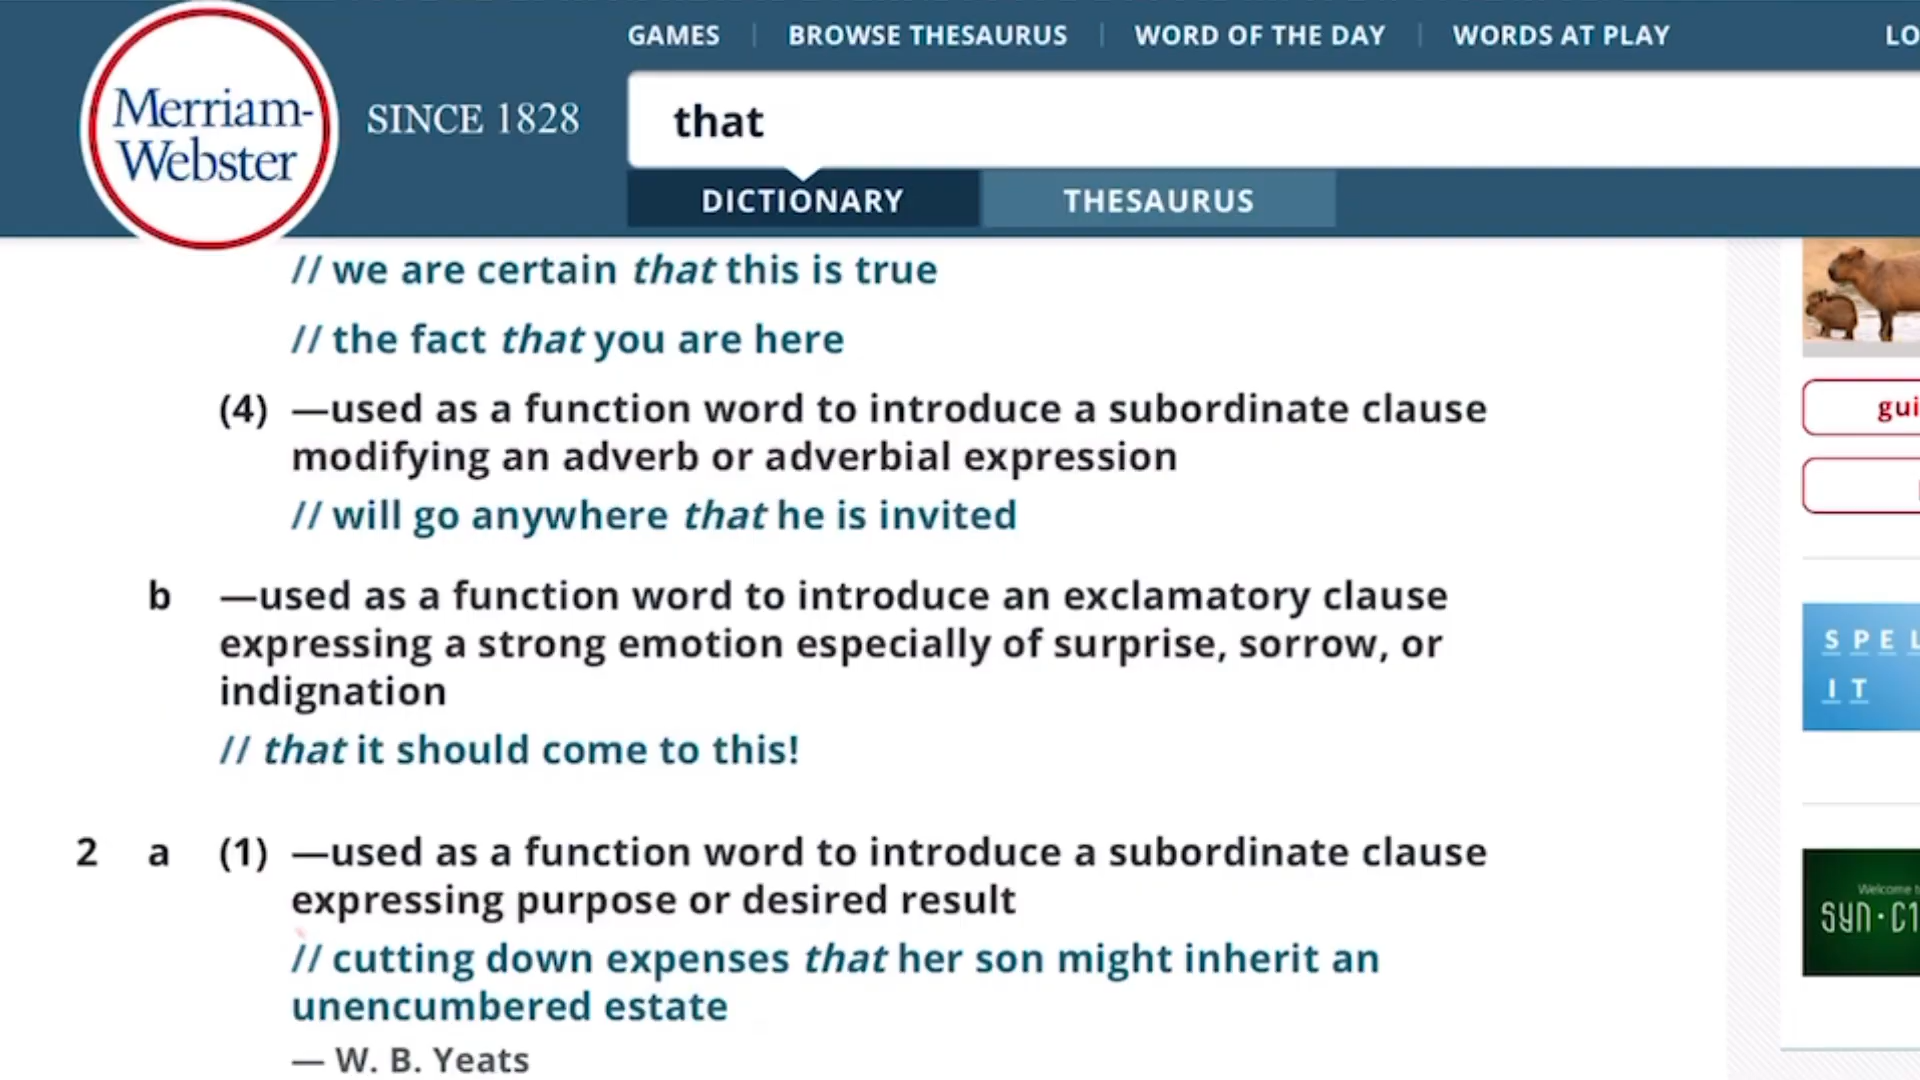 GAMES BROWSE THESAURUS WORD OF THE DAY WORDS AT PLAY LO
Merriam-
Webster
SINCE 1828
that
DICTIONARY THESAURUS
// we are certain that this is true
// the fact that you are here
(4) —used as a function word to introduce a subordinate clause
modifying an adverb or adverbial expression
// will go anywhere that he is invited
b —used as a function word to introduce an exclamatory clause
expressing a strong emotion especially of surprise, sorrow, or
indignation
// that it should come to this!
2 a (1) —used as a function word to introduce a subordinate clause
expressing purpose or desired result
// cutting down expenses that her son might inherit an
unencumbered estate
— W. B. Yeats
gui
SPEL
IT
Welcome